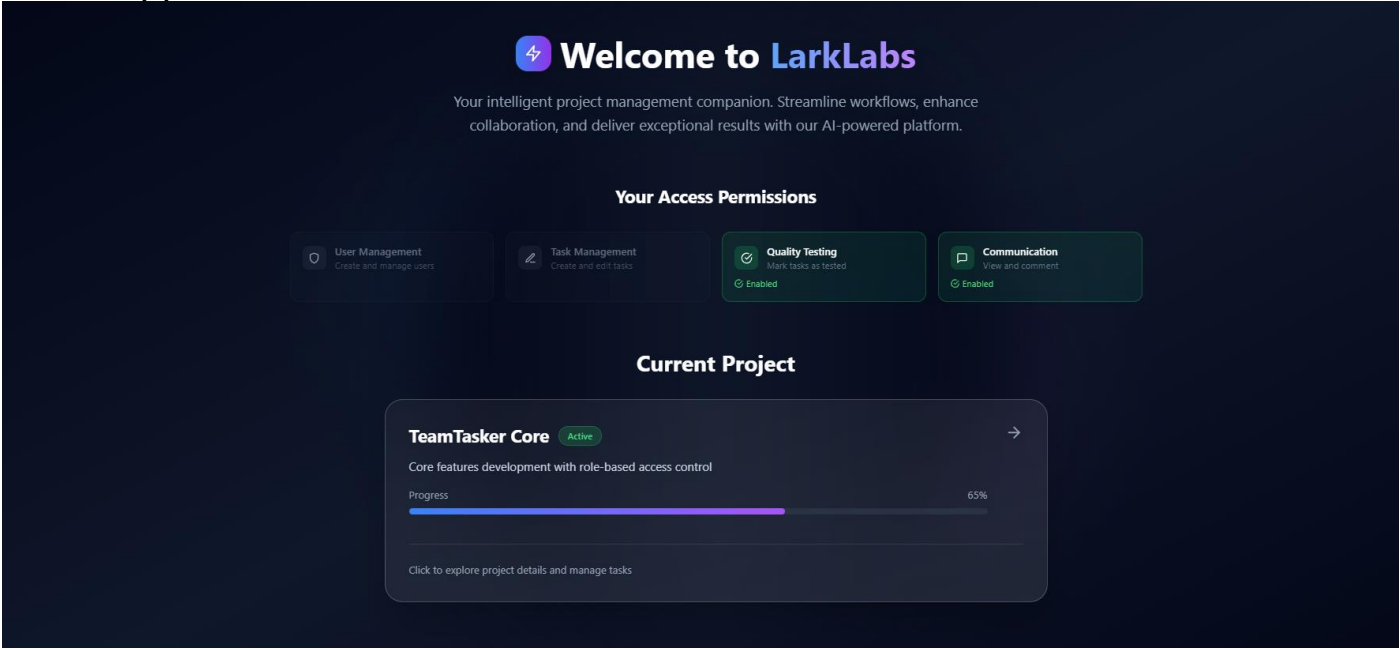 Welcome to LarkLabs
Your intelligent project management companion. Streamline workflows, enhance
collaboration, and deliver exceptional results with our AI-powered platform.
Your Access Permissions
User Management
Create and manage users
Task Management
Create and edit tasks
Quality Testing
Mark tasks as tested
Enabled
Communication
View and comment
Enabled
Current Project
TeamTasker Core Active
Core features development with role-based access control
Progress 65%
Click to explore project details and manage tasks